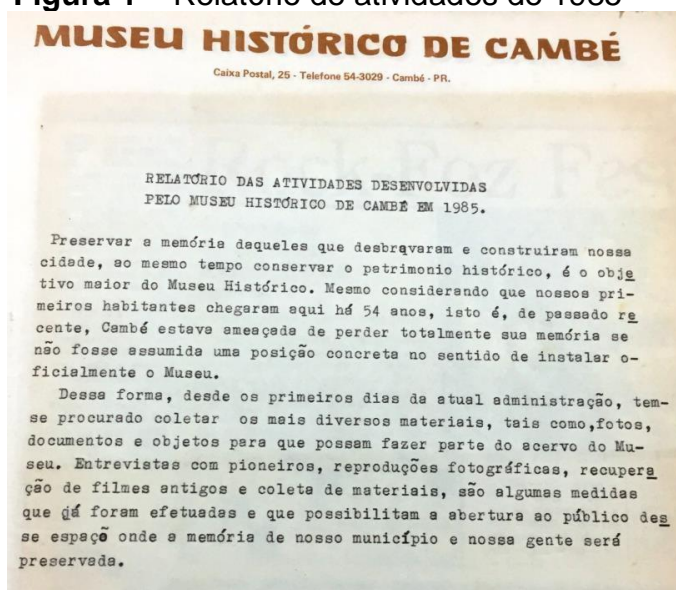 Figura 1 – Relatório de atividades de 1985
MUSEU HISTÓRICO DE CAMBÉ
Caixa Postal, 25 - Telefone 54-3029 - Cambé - PR.
RELATÓRIO DAS ATIVIDADES DESENVOLVIDAS
PELO MUSEU HISTÓRICO DE CAMBÉ EM 1985.
Preservar a memória daqueles que desbravaram e construiram nossa
cidade, ao mesmo tempo conservar o patrimonio histórico, é o obje
tivo maior do Museu Histórico. Mesmo considerando que nossos pri-
meiros habitantes chegaram aqui há 54 anos, isto é, de passado re
cente, Cambé estava ameaçada de perder totalmente sua memória se
não fosse assumida uma posição concreta no sentido de instalar o-
ficialmente o Museu.
Dessa forma, desde os primeiros dias da atual administração, tem-
se procurado coletar os mais diversos materiais, tais como,fotos,
documentos e objetos para que possam fazer parte do acervo do Mu-
seu. Entrevistas com pioneiros, reproduções fotográficas, recupera
ção de filmes antigos e coleta de materiais, são algumas medidas
que já foram efetuadas e que possibilitam a abertura ao público des
se espaço onde a memória de nosso município e nossa gente será
preservada.